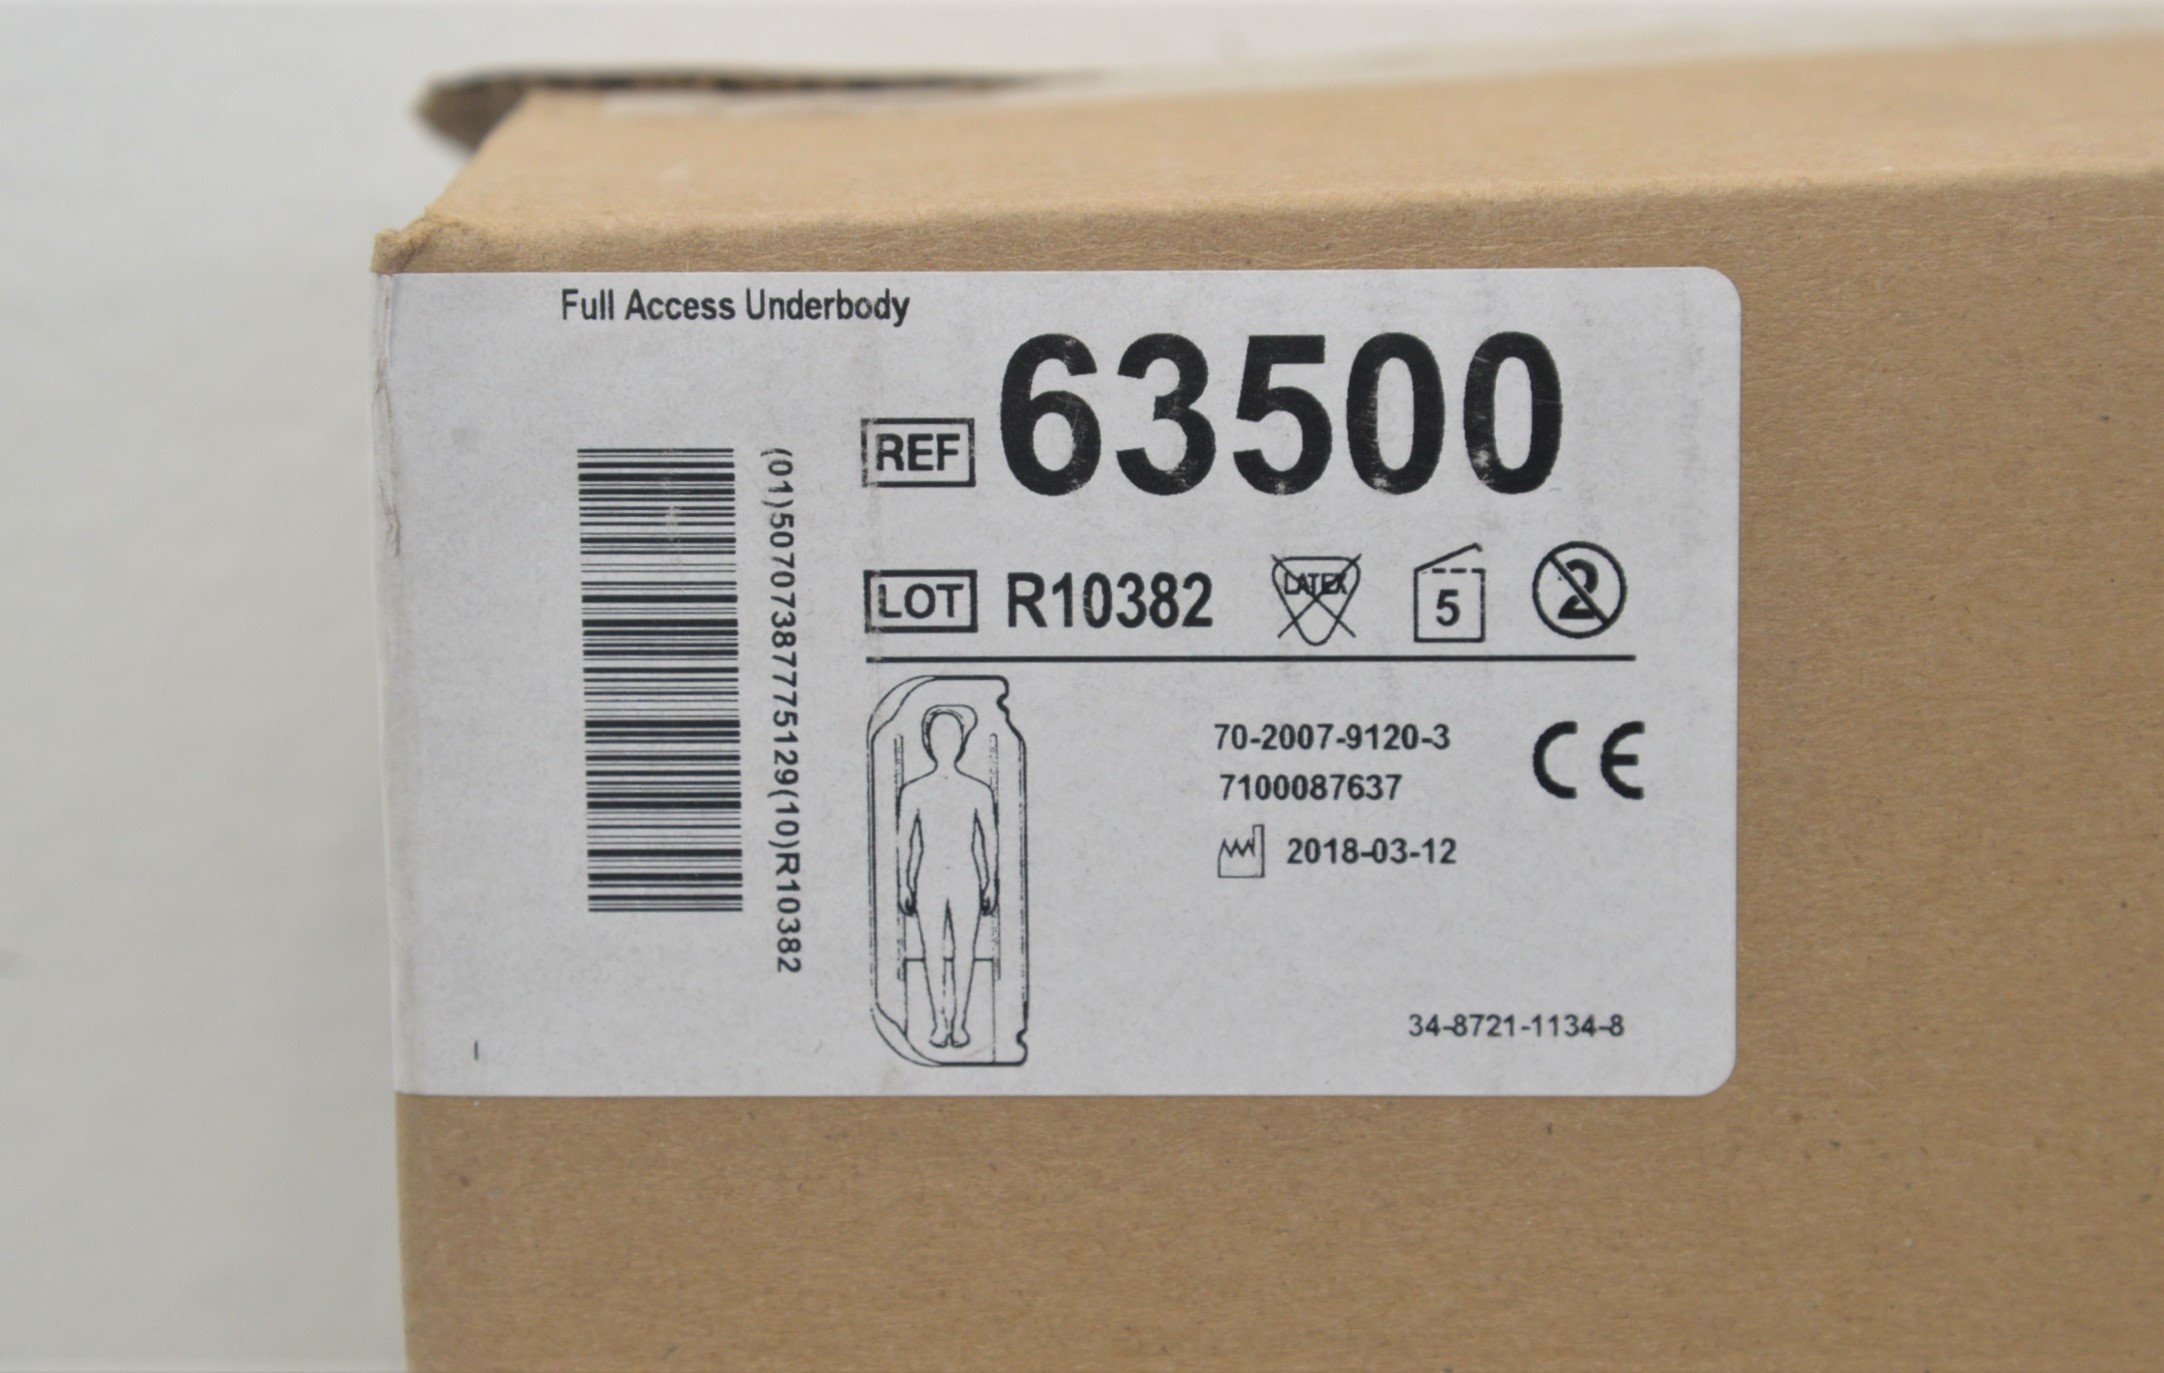 Full Access Underbody
REF 63500
(01)50707387775129(10)R10382
LOT R10382 LATEX 5 2
70-2007-9120-3
CE
7100087637
2018-03-12
34-8721-1134-8